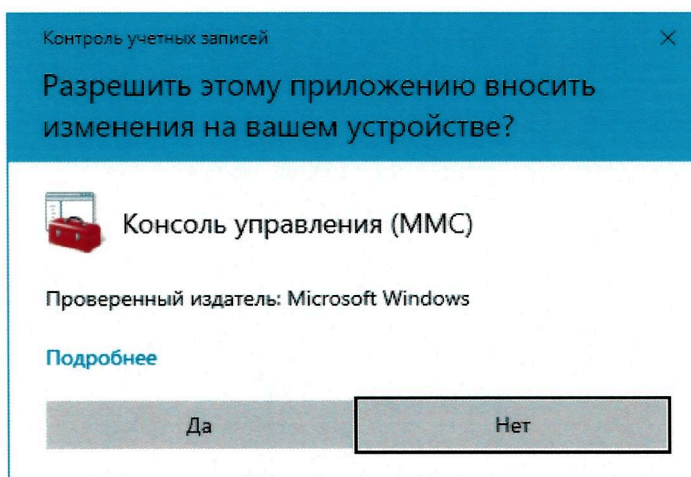 Контроль учетных записей
Разрешить этому приложению вносить
изменения на вашем устройстве?
Консоль управления (MMC)
Проверенный издатель: Microsoft Windows
Подробнее
Да
Нет